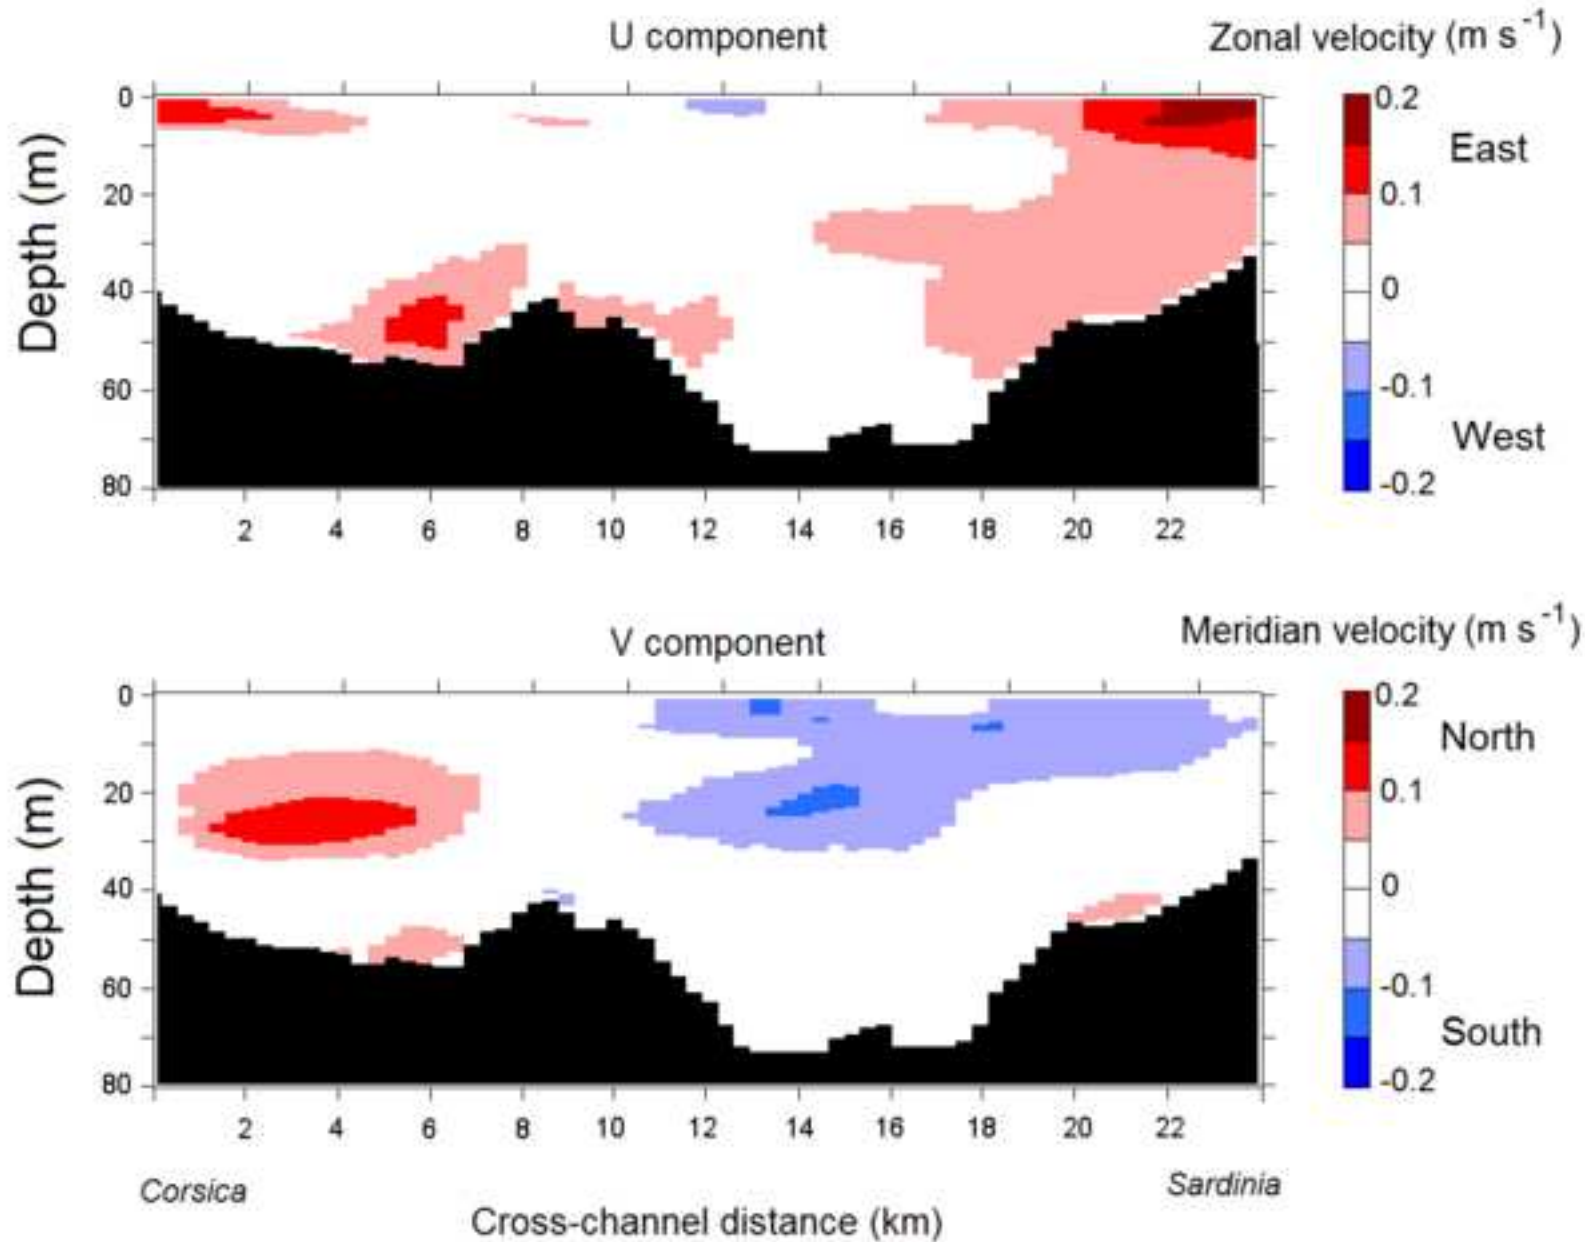 U component
Zonal velocity (m s⁻¹)
0
20
40
60
80
Depth (m)
2 4 6 8 10 12 14 16 18 20 22
0.2
0.1
0
-0.1
-0.2
East
West
V component
Meridian velocity (m s⁻¹)
0
20
40
60
80
Depth (m)
2 4 6 8 10 12 14 16 18 20 22
0.2
0.1
0
-0.1
-0.2
North
South
Corsica
Sardinia
Cross-channel distance (km)